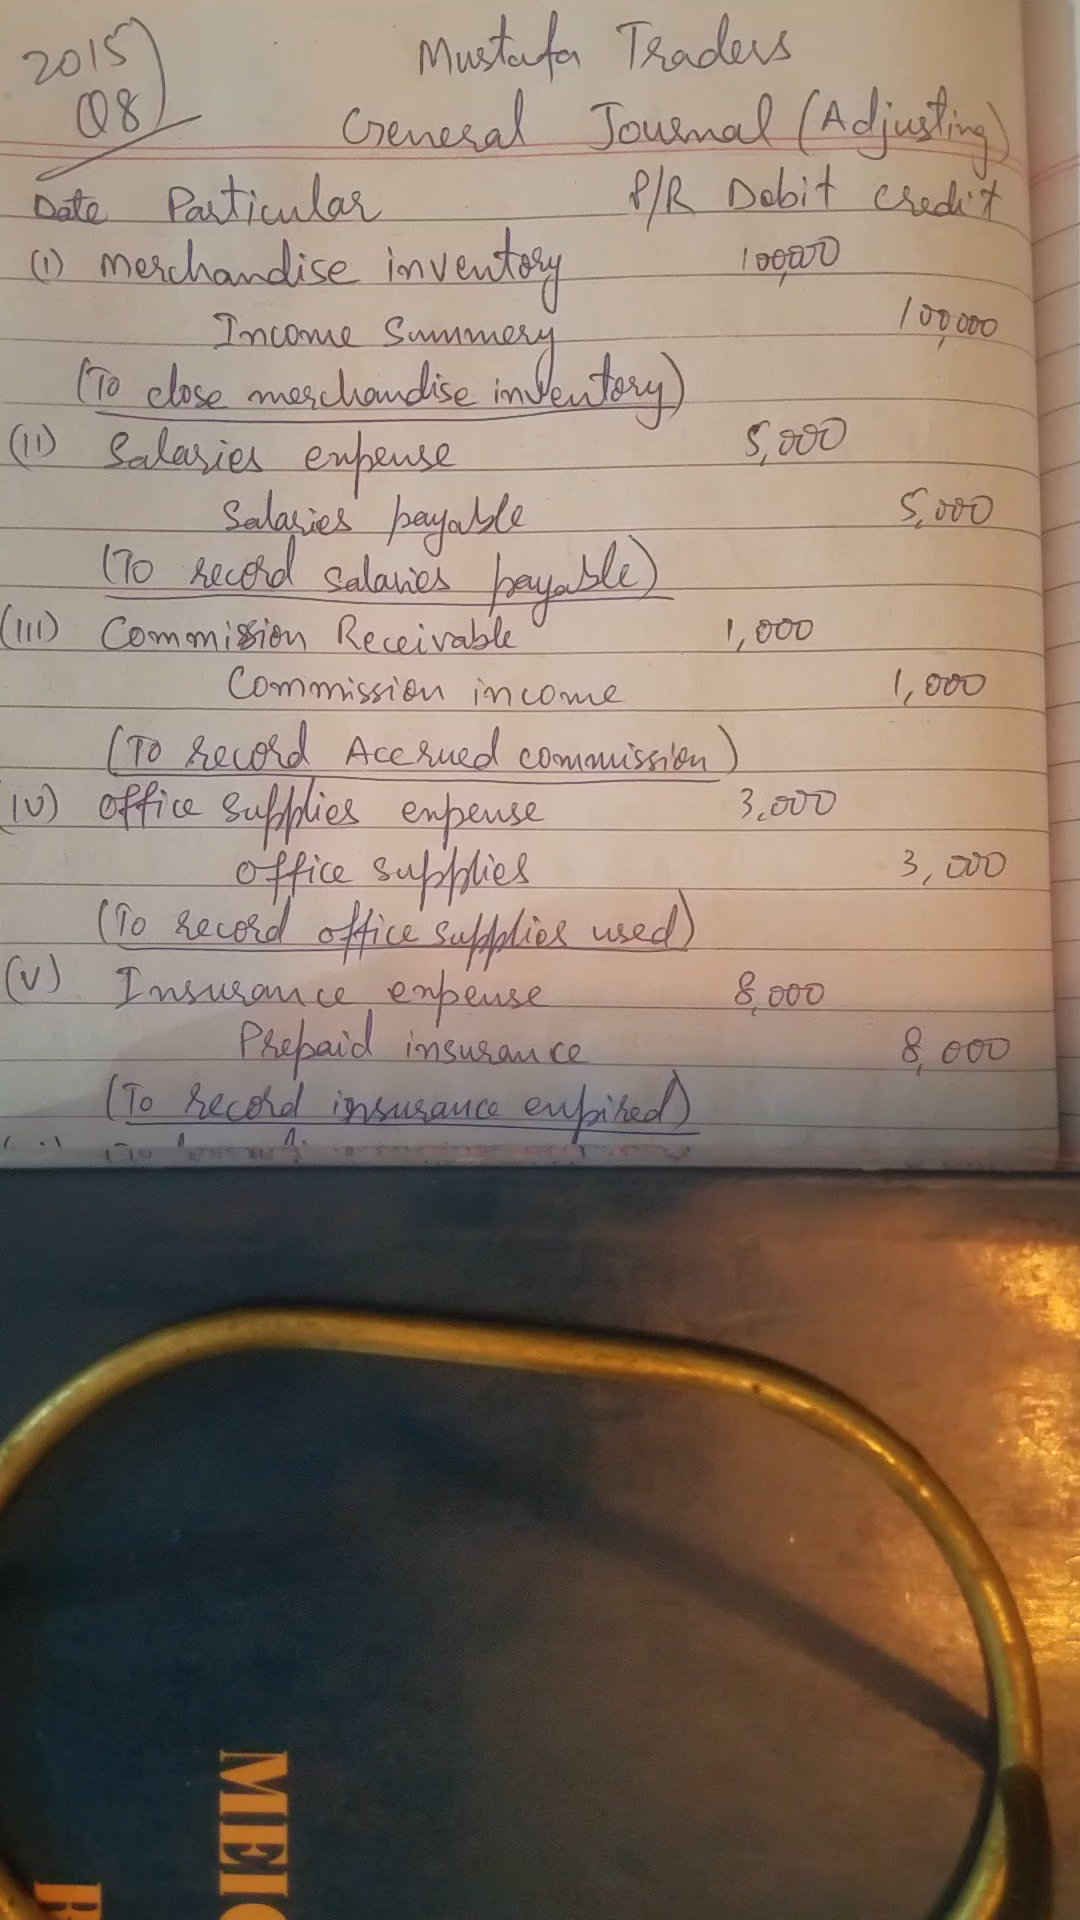 2015
Q8
Mustafa Traders
General Journal (Adjusting)
Date Particular P/R Debit credit
(I) merchandise inventory 100,000
Income Summery 100,000
(To close merchandise inventory)
(II) Salaries expense 5,000
Salaries payable 5,000
(To record salaries payable)
(III) Commission Receivable 1,000
Commission income 1,000
(To record Accrued commission)
(IV) office supplies expense 3,000
office supplies 3,000
(To record office supplies used)
(V) Insurance expense 8,000
Prepaid insurance 8,000
(To record insurance expired)
MEIC